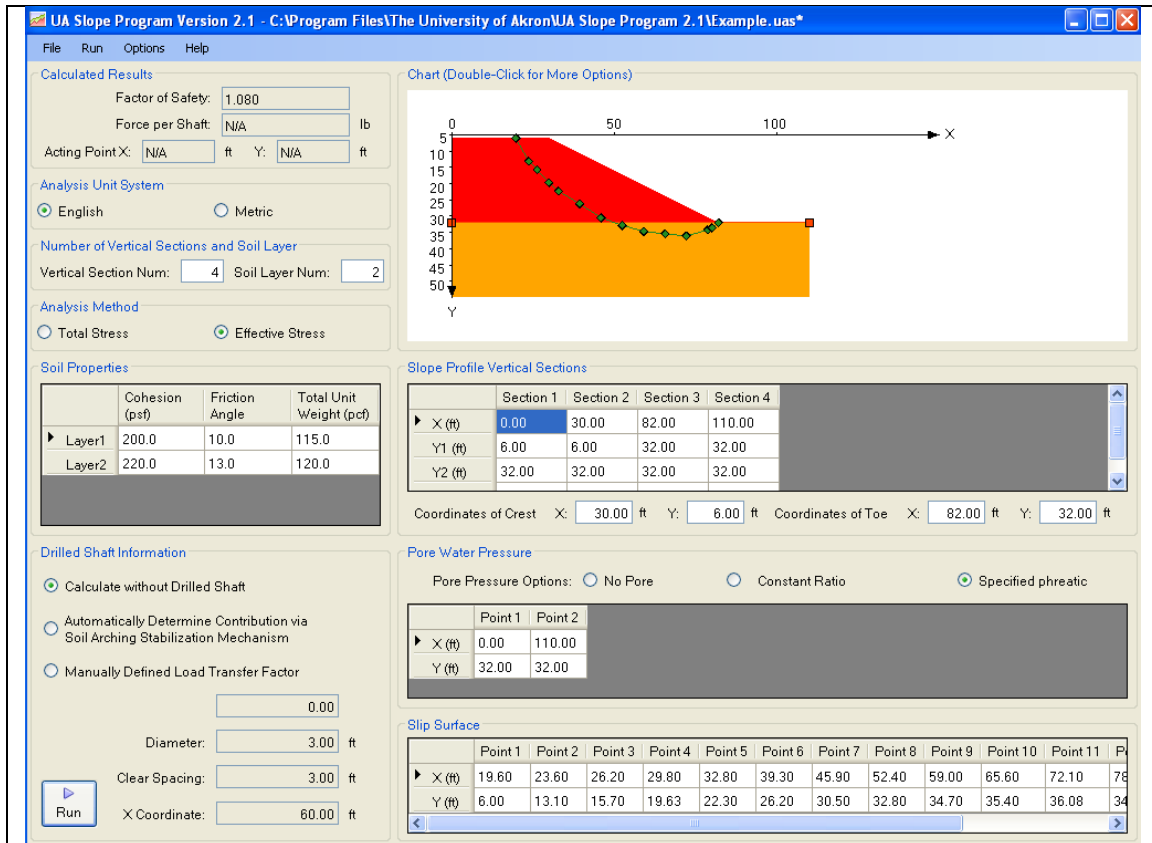 UA Slope Program Version 2.1 - C:\Program Files\The University of Akron\UA Slope Program 2.1\Example.uas*
File Run Options Help
Calculated Results
Factor of Safety: 1.080
Force per Shaft: N/A lb
Acting Point X: N/A ft Y: N/A ft
Analysis Unit System
English Metric
Number of Vertical Sections and Soil Layer
Vertical Section Num: 4 Soil Layer Num: 2
Analysis Method
Total Stress Effective Stress
Chart (Double-Click for More Options)
0 50 100
X
5
10
15
20
25
30
35
40
45
50
Y
Soil Properties
Cohesion (psf) Friction Angle Total Unit Weight (pcf)
Layer1 200.0 10.0 115.0
Layer2 220.0 13.0 120.0
Slope Profile Vertical Sections
Section 1 Section 2 Section 3 Section 4
X (ft) 0.00 30.00 82.00 110.00
Y1 (ft) 6.00 6.00 32.00 32.00
Y2 (ft) 32.00 32.00 32.00 32.00
Coordinates of Crest X: 30.00 ft Y: 6.00 ft Coordinates of Toe X: 82.00 ft Y: 32.00 ft
Drilled Shaft Information
Calculate without Drilled Shaft
Automatically Determine Contribution via
Soil Arching Stabilization Mechanism
Manually Defined Load Transfer Factor
0.00
Diameter: 3.00 ft
Clear Spacing: 3.00 ft
X Coordinate: 60.00 ft
Run
Pore Water Pressure
Pore Pressure Options: No Pore Constant Ratio Specified phreatic
Point 1 Point 2
X (ft) 0.00 110.00
Y (ft) 32.00 32.00
Slip Surface
Point 1 Point 2 Point 3 Point 4 Point 5 Point 6 Point 7 Point 8 Point 9 Point 10 Point 11
X (ft) 19.60 23.60 26.20 29.80 32.80 39.30 45.90 52.40 59.00 65.60 72.10 78
Y (ft) 6.00 13.10 15.70 19.63 22.30 26.20 30.50 32.80 34.70 35.40 36.08 34